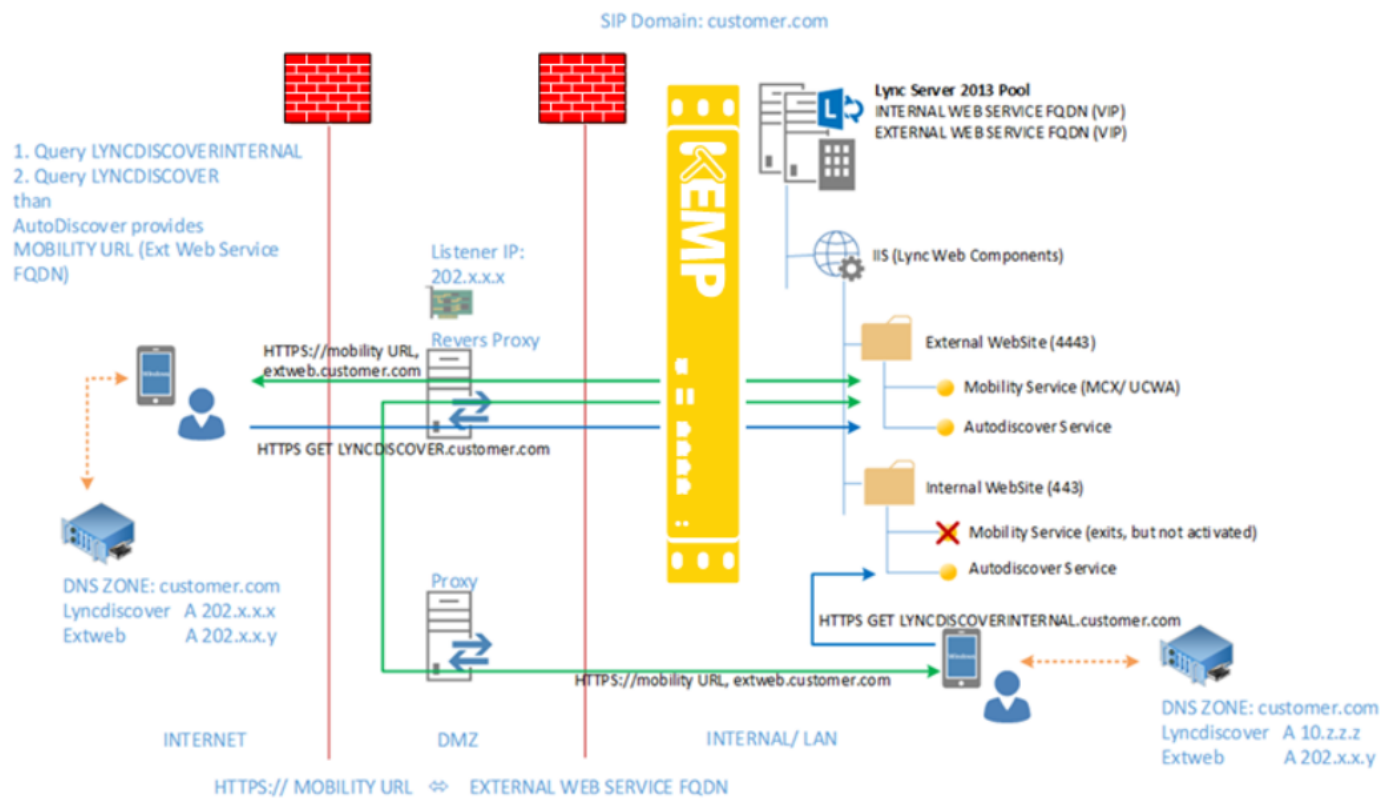 SIP Domain: customer.com
Lync Server 2013 Pool
INTERNAL WEB SERVICE FQDN (VIP)
EXTERNAL WEB SERVICE FQDN (VIP)
1. Query LYNCDISCOVERINTERNAL
2. Query LYNCDISCOVER
than
AutoDiscover provides
MOBILITY URL (Ext Web Service
FQDN)
Listener IP:
202.x.x.x
Revers Proxy
KEMP
L
IIS (Lync Web Components)
External WebSite (4443)
Mobility Service (MCX/ UCWA)
Autodiscover Service
HTTPS://mobility URL,
extweb.customer.com
Windows
HTTPS GET LYNCDISCOVER.customer.com
Internal WebSite (443)
Mobility Service (exits, but not activated)
Autodiscover Service
DNS ZONE: customer.com
Lyncdiscover A 202.x.x.x
Extweb A 202.x.x.y
Proxy
HTTPS GET LYNCDISCOVERINTERNAL.customer.com
Windows
HTTPS://mobility URL, extweb.customer.com
DNS ZONE: customer.com
Lyncdiscover A 10.z.z.z
Extweb A 202.x.x.y
INTERNET
DMZ
INTERNAL/ LAN
HTTPS:// MOBILITY URL ⇔ EXTERNAL WEB SERVICE FQDN